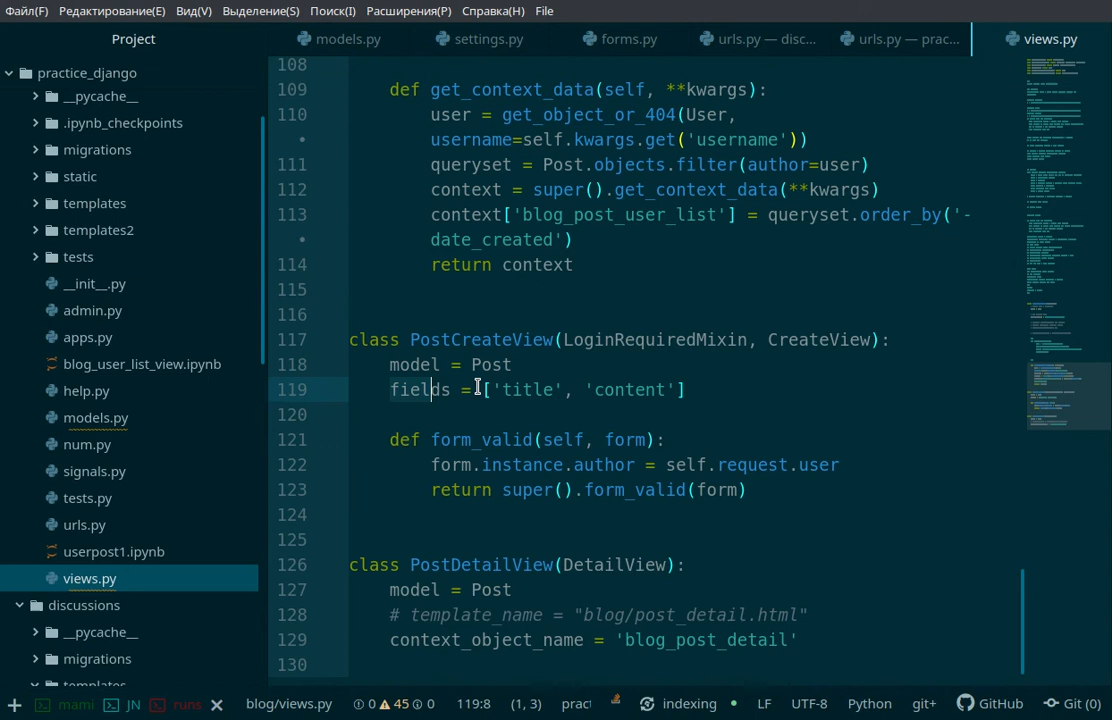 Файл(F) Редактирование(E) Вид(V) Выделение(S) Поиск(I) Расширения(P) Справка(H) File
Project
models.py settings.py forms.py urls.py — disc... urls.py — prac... views.py
practice_django
__pycache__
.ipynb_checkpoints
migrations
static
templates
templates2
tests
__init__.py
admin.py
apps.py
blog_user_list_view.ipynb
help.py
models.py
num.py
signals.py
tests.py
urls.py
userpost1.ipynb
views.py
discussions
__pycache__
migrations
108
109 def get_context_data(self, **kwargs):
110 user = get_object_or_404(User,
• username=self.kwargs.get('username'))
111 queryset = Post.objects.filter(author=user)
112 context = super().get_context_data(**kwargs)
113 context['blog_post_user_list'] = queryset.order_by('-
• date_created')
114 return context
115
116
117 class PostCreateView(LoginRequiredMixin, CreateView):
118 model = Post
119 fields = ['title', 'content']
120
121 def form_valid(self, form):
122 form.instance.author = self.request.user
123 return super().form_valid(form)
124
125
126 class PostDetailView(DetailView):
127 model = Post
128 # template_name = "blog/post_detail.html"
129 context_object_name = 'blog_post_detail'
130
mami JN runs blog/views.py 0 45 0 119:8 (1, 3) pract indexing LF UTF-8 Python git+ GitHub Git (0)